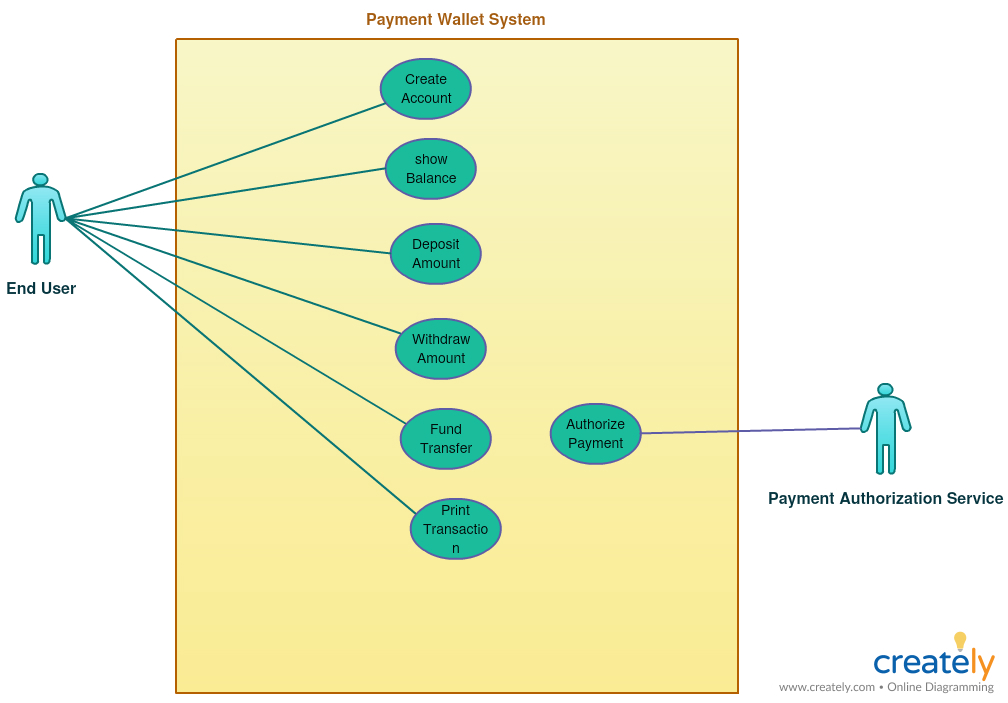 Payment Wallet System
Create
Account
show
Balance
Deposit
Amount
End User
Withdraw
Amount
Fund
Transfer
Authorize
Payment
Payment Authorization Service
Print
Transactio
n
creately
www.creately.com • Online Diagramming